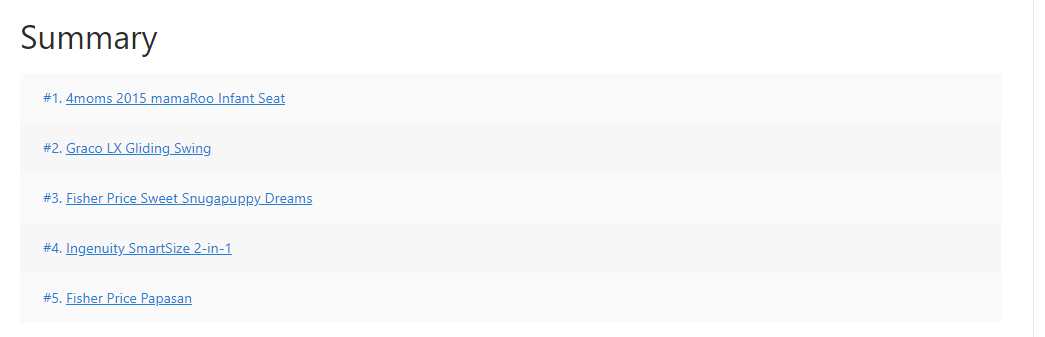 Summary
#1. 4moms 2015 mamaRoo Infant Seat
#2. Graco LX Gliding Swing
#3. Fisher Price Sweet Snugapuppy Dreams
#4. Ingenuity SmartSize 2-in-1
#5. Fisher Price Papasan